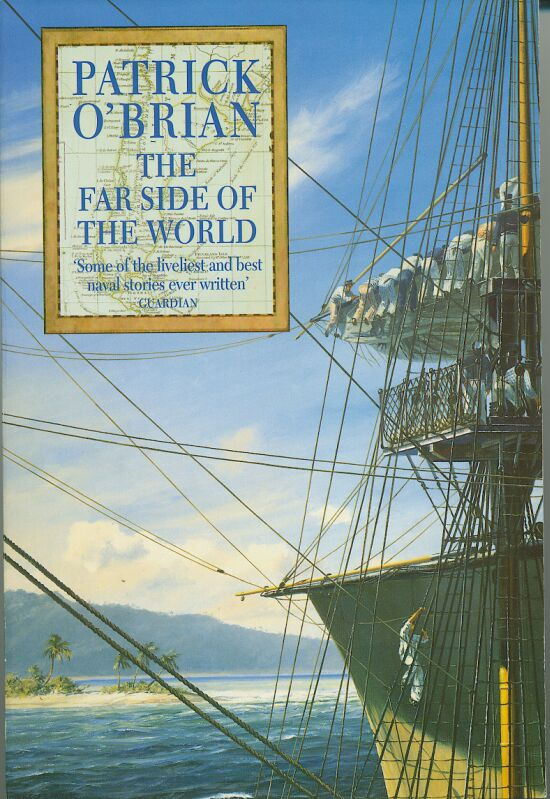 PATRICK
O'BRIAN
THE
FAR SIDE OF
THE WORLD
'Some of the liveliest and best
naval stories ever written'
GUARDIAN